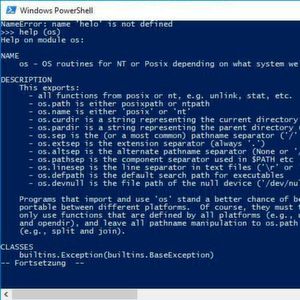 Windows PowerShell
NameError: name 'helo' is not defined
>>> help (os)
Help on module os:
NAME
os - OS routines for NT or Posix depending on what system we
DESCRIPTION
This exports:
- all functions from posix or nt, e.g. unlink, stat, etc.
- os.path is either posixpath or ntpath
- os.name is either 'posix' or 'nt'
- os.curdir is a string representing the current directory
- os.pardir is a string representing the parent directory
- os.sep is the (or a most common) pathname separator ('/'
- os.extsep is the extension separator (always '.')
- os.altsep is the alternate pathname separator (None or '/
- os.pathsep is the component separator used in $PATH etc
- os.linesep is the line separator in text files ('\r' or
- os.defpath is the default search path for executables
- os.devnull is the file path of the null device ('/dev/nul
Programs that import and use 'os' stand a better chance of be
portable between different platforms. Of course, they must t
only use functions that are defined by all platforms (e.g., u
and opendir), and leave all pathname manipulation to os.path
(e.g., split and join).
CLASSES
builtins.Exception(builtins.BaseException)
-- Fortsetzung --